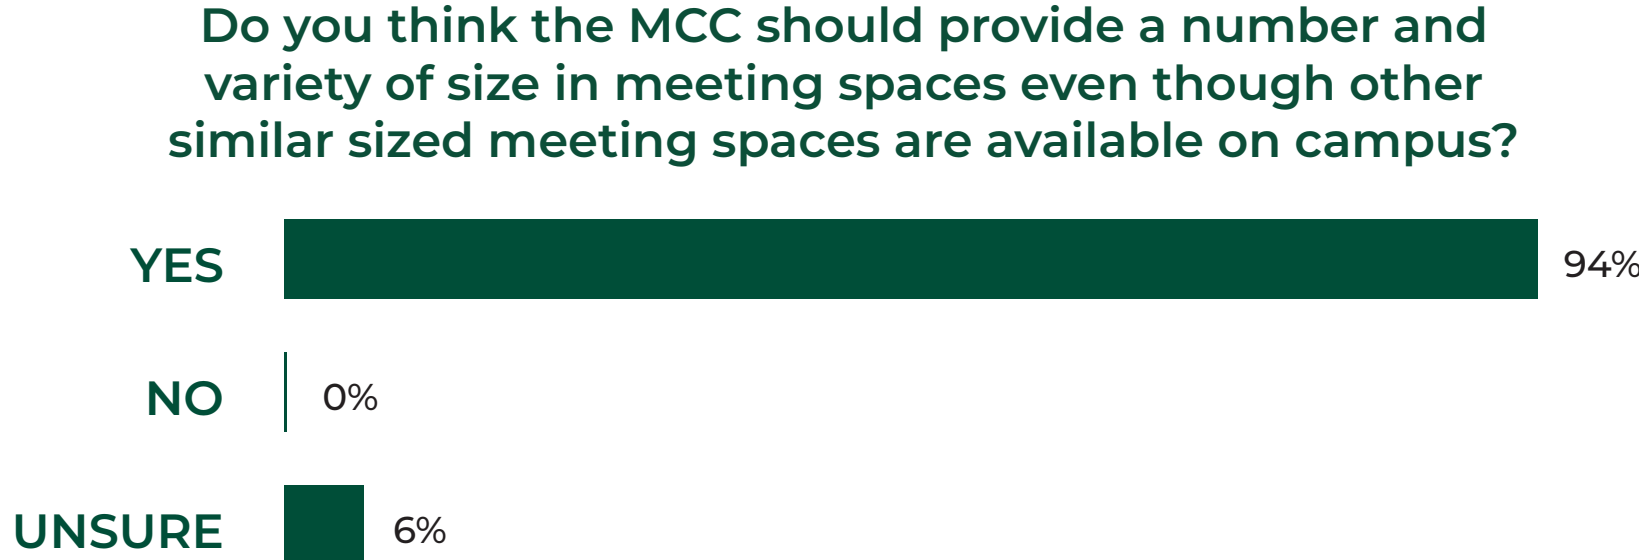 Do you think the MCC should provide a number and
variety of size in meeting spaces even though other
similar sized meeting spaces are available on campus?
YES 94%
NO 0%
UNSURE 6%